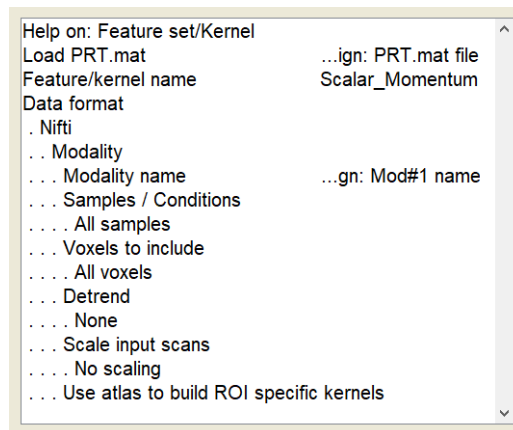 Help on: Feature set/Kernel
Load PRT.mat ...ign: PRT.mat file
Feature/kernel name Scalar_Momentum
Data format
. Nifti
. . Modality
. . . Modality name ...gn: Mod#1 name
. . . Samples / Conditions
. . . . All samples
. . . Voxels to include
. . . . All voxels
. . . Detrend
. . . . None
. . . Scale input scans
. . . . No scaling
. . . Use atlas to build ROI specific kernels